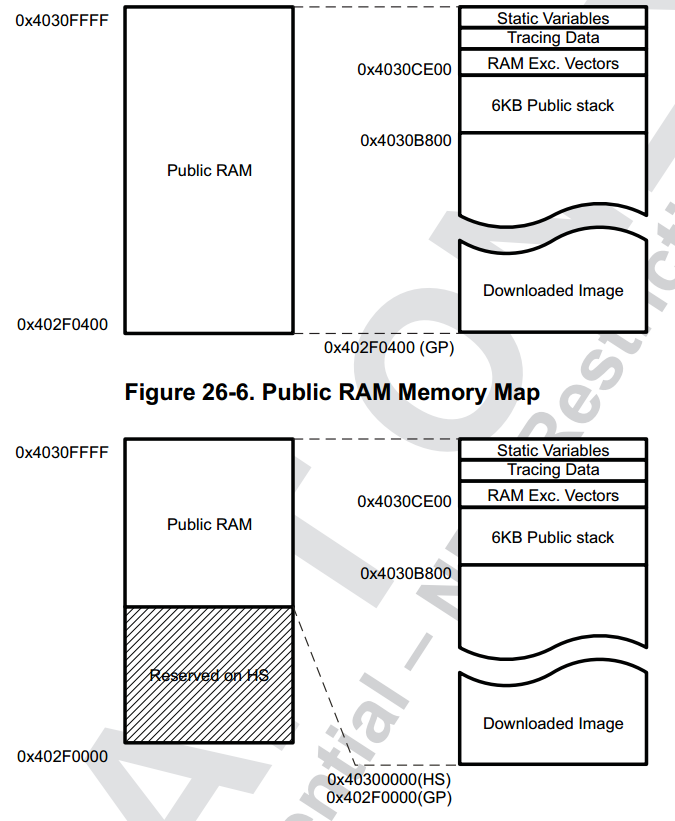 0x4030FFFF
Static Variables
Tracing Data
RAM Exc. Vectors
0x4030CE00
6KB Public stack
0x4030B800
Public RAM
Downloaded Image
0x402F0400
0x402F0400 (GP)
Figure 26-6. Public RAM Memory Map
0x4030FFFF
Static Variables
Tracing Data
RAM Exc. Vectors
0x4030CE00
Public RAM
6KB Public stack
0x4030B800
Reserved on HS
Downloaded Image
0x402F0000
0x40300000(HS)
0x402F0000(GP)